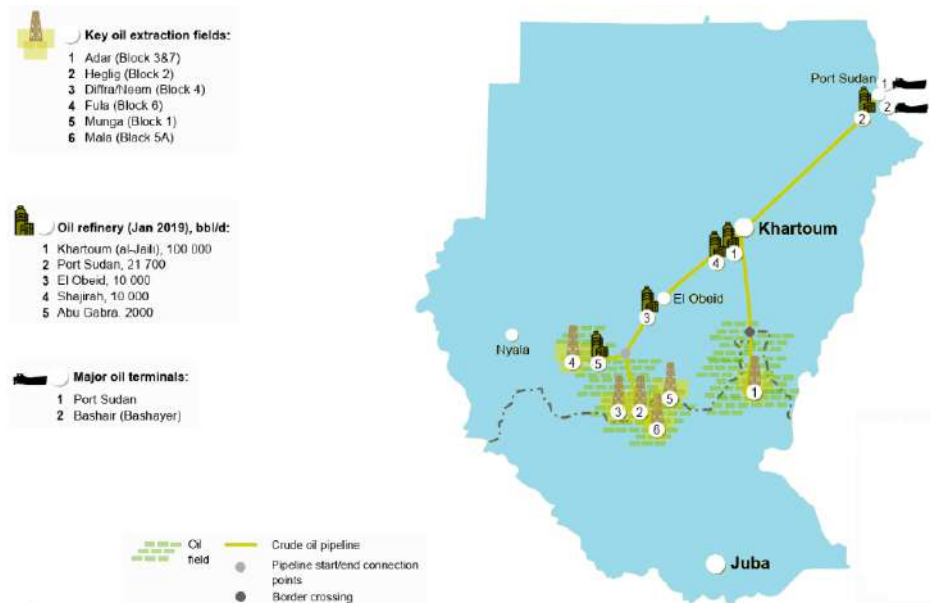 Key oil extraction fields:
1 Adar (Block 3&7)
2 Heglig (Block 2)
3 Diffra/Neem (Block 4)
4 Fula (Block 6)
5 Munga (Block 1)
6 Mala (Black 5A)
Oil refinery (Jan 2019), bbl/d:
1 Khartoum (al-Jaili), 100 000
2 Port Sudan, 21 700
3 El Obeid, 10 000
4 Shajirah, 10 000
5 Abu Gabra, 2000
Major oil terminals:
1 Port Sudan
2 Bashair (Bashayer)
Port Sudan
1
2
2
Khartoum
4
1
El Obeid
3
Nyala
4
5
3
2
5
6
1
Juba
Oil
field
Crude oil pipeline
Pipeline start/end connection
points
Border crossing